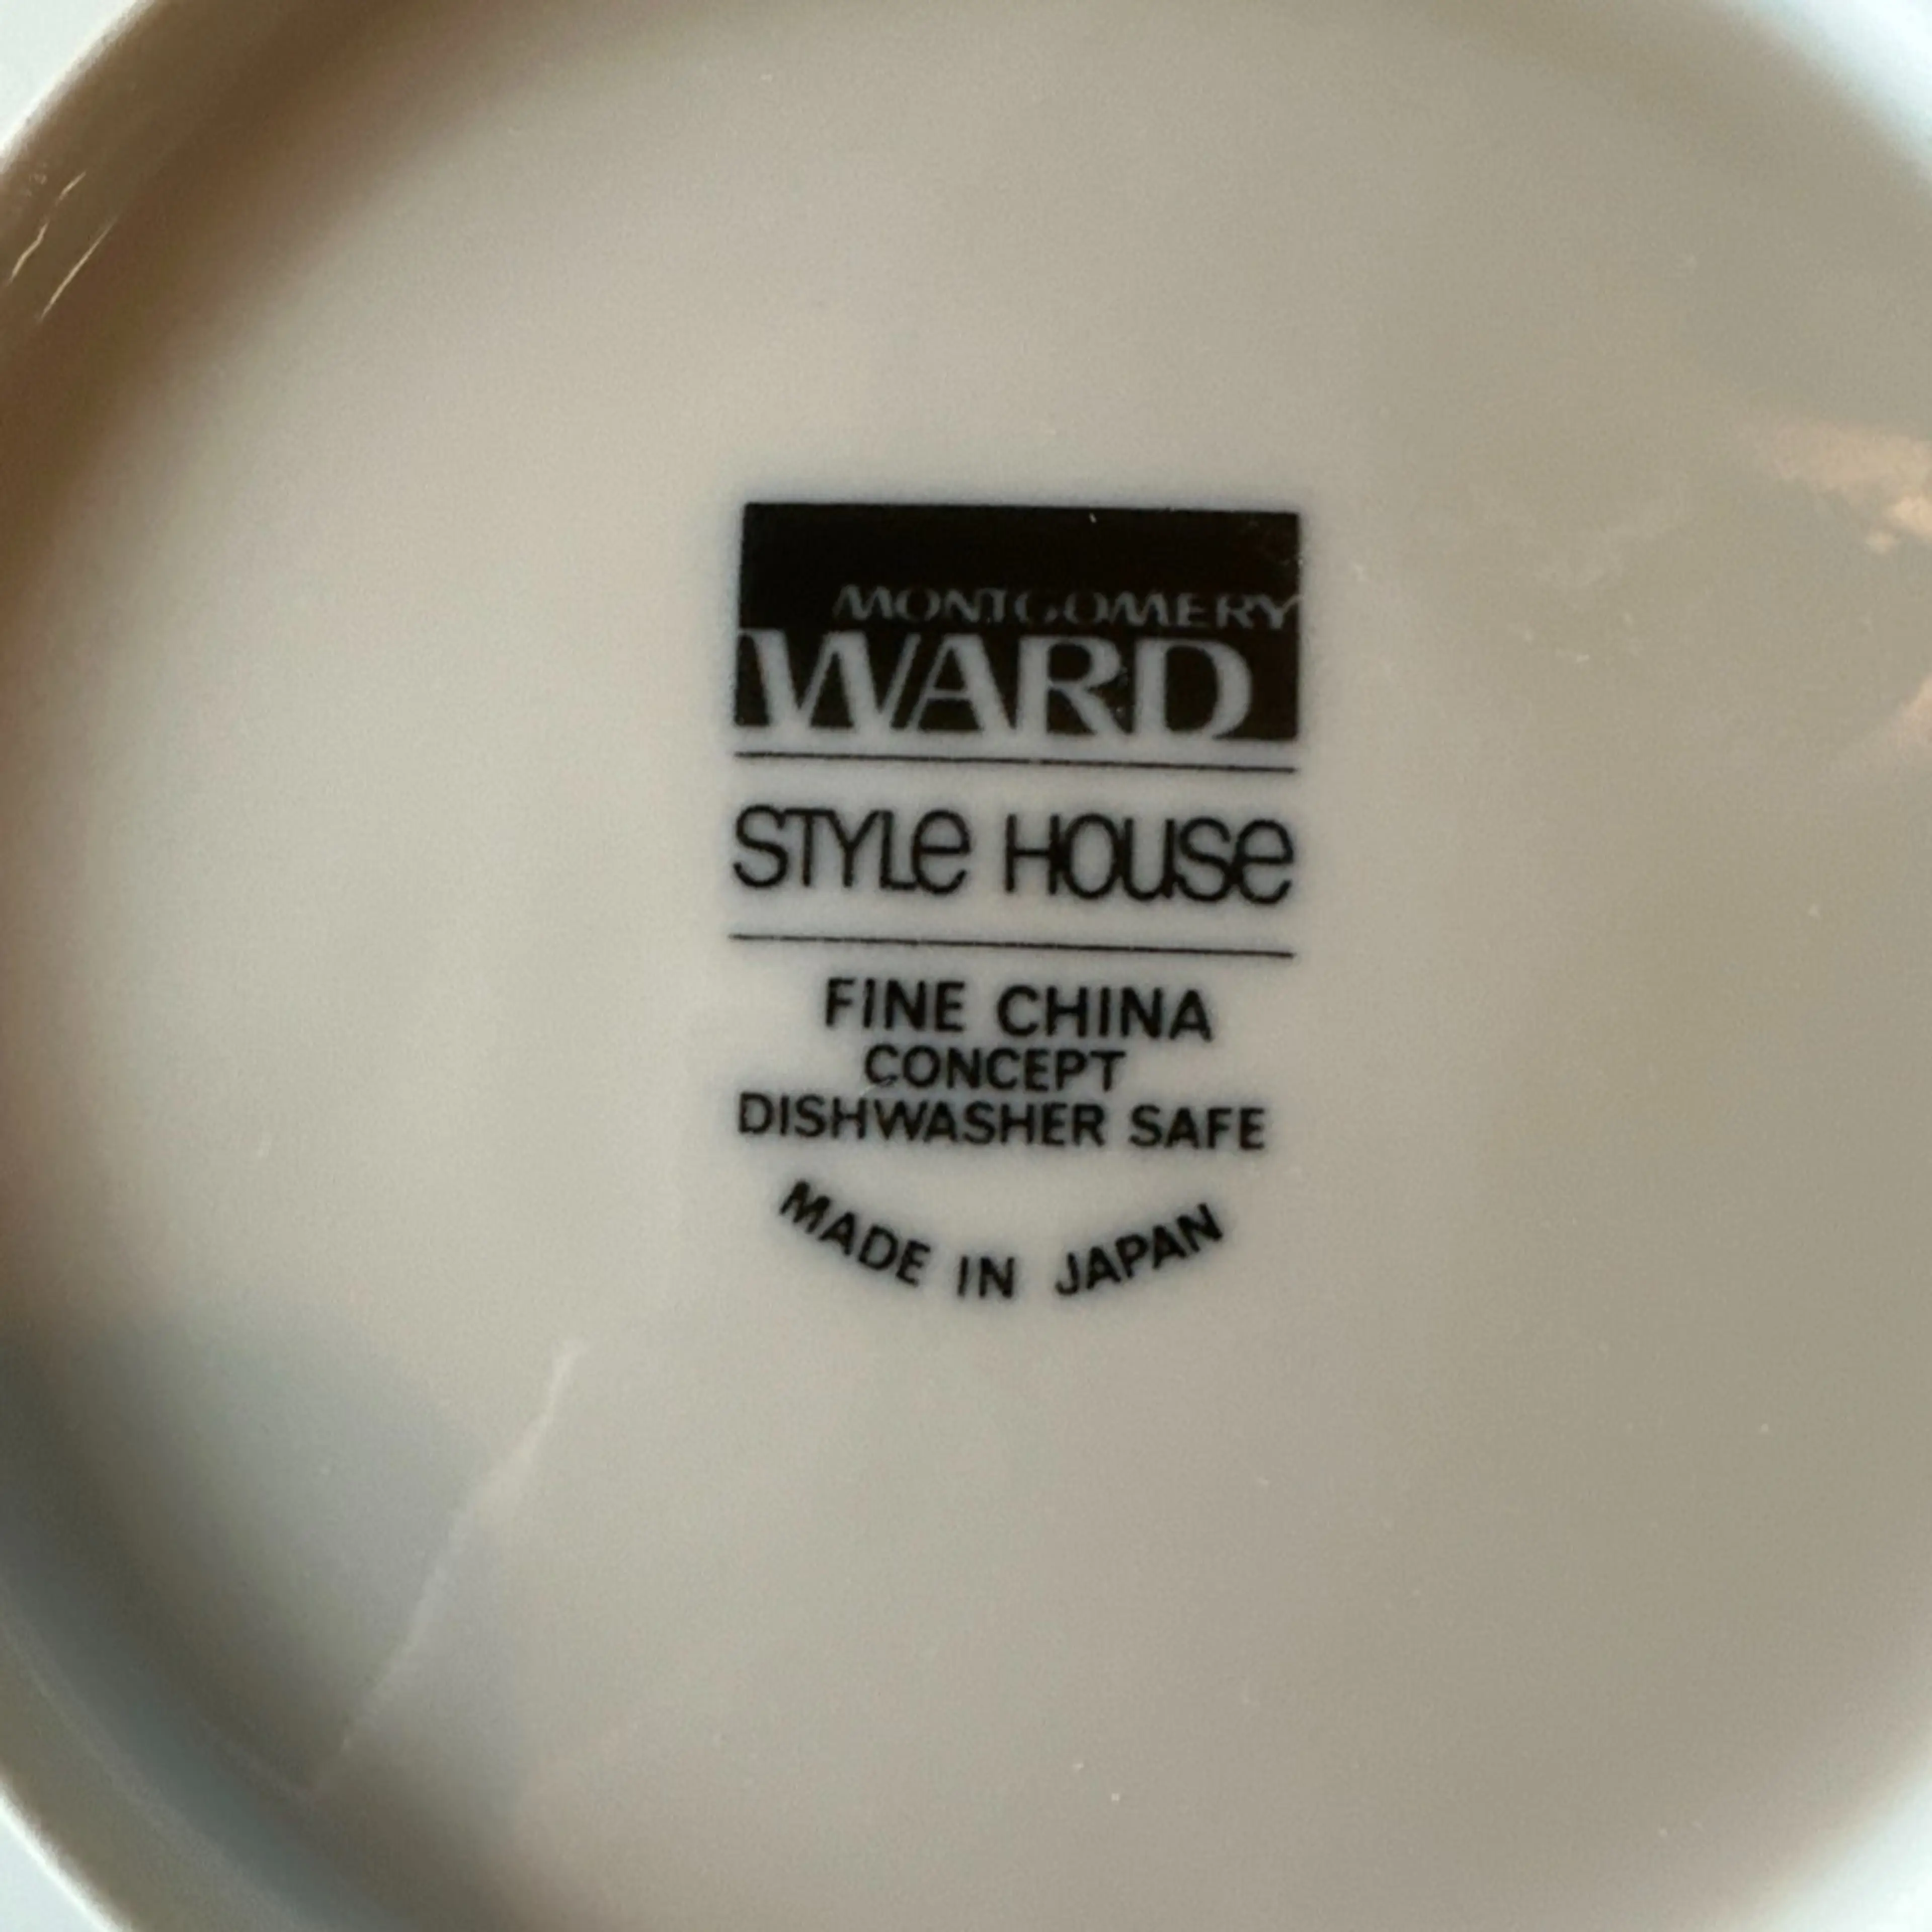 MONTGOMERY
WARD
STYLe HOUSe
FINE CHINA
CONCEPT
DISHWASHER SAFE
MADE IN JAPAN